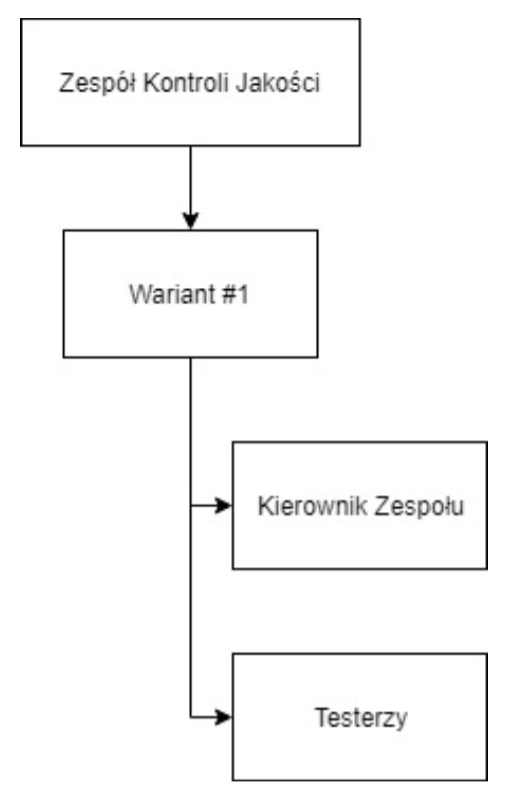 Zespół Kontroli Jakości
Wariant #1
Kierownik Zespołu
Testerzy